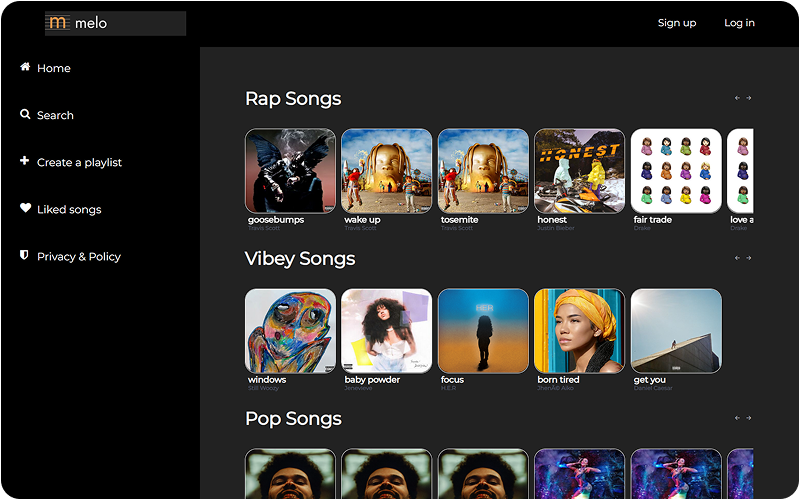 m melo
Sign up
Log in
Home
Search
Create a playlist
Liked songs
Privacy & Policy
Rap Songs
goosebumps
Travis Scott
wake up
Travis Scott
tosemite
Travis Scott
HONEST
honest
Justin Bieber
fair trade
Drake
love a
Drake
Vibey Songs
windows
Still Woozy
baby powder
Jenevieve
HER
focus
H.E.R
born tired
Jhené Aiko
get you
Daniel Caesar
Pop Songs